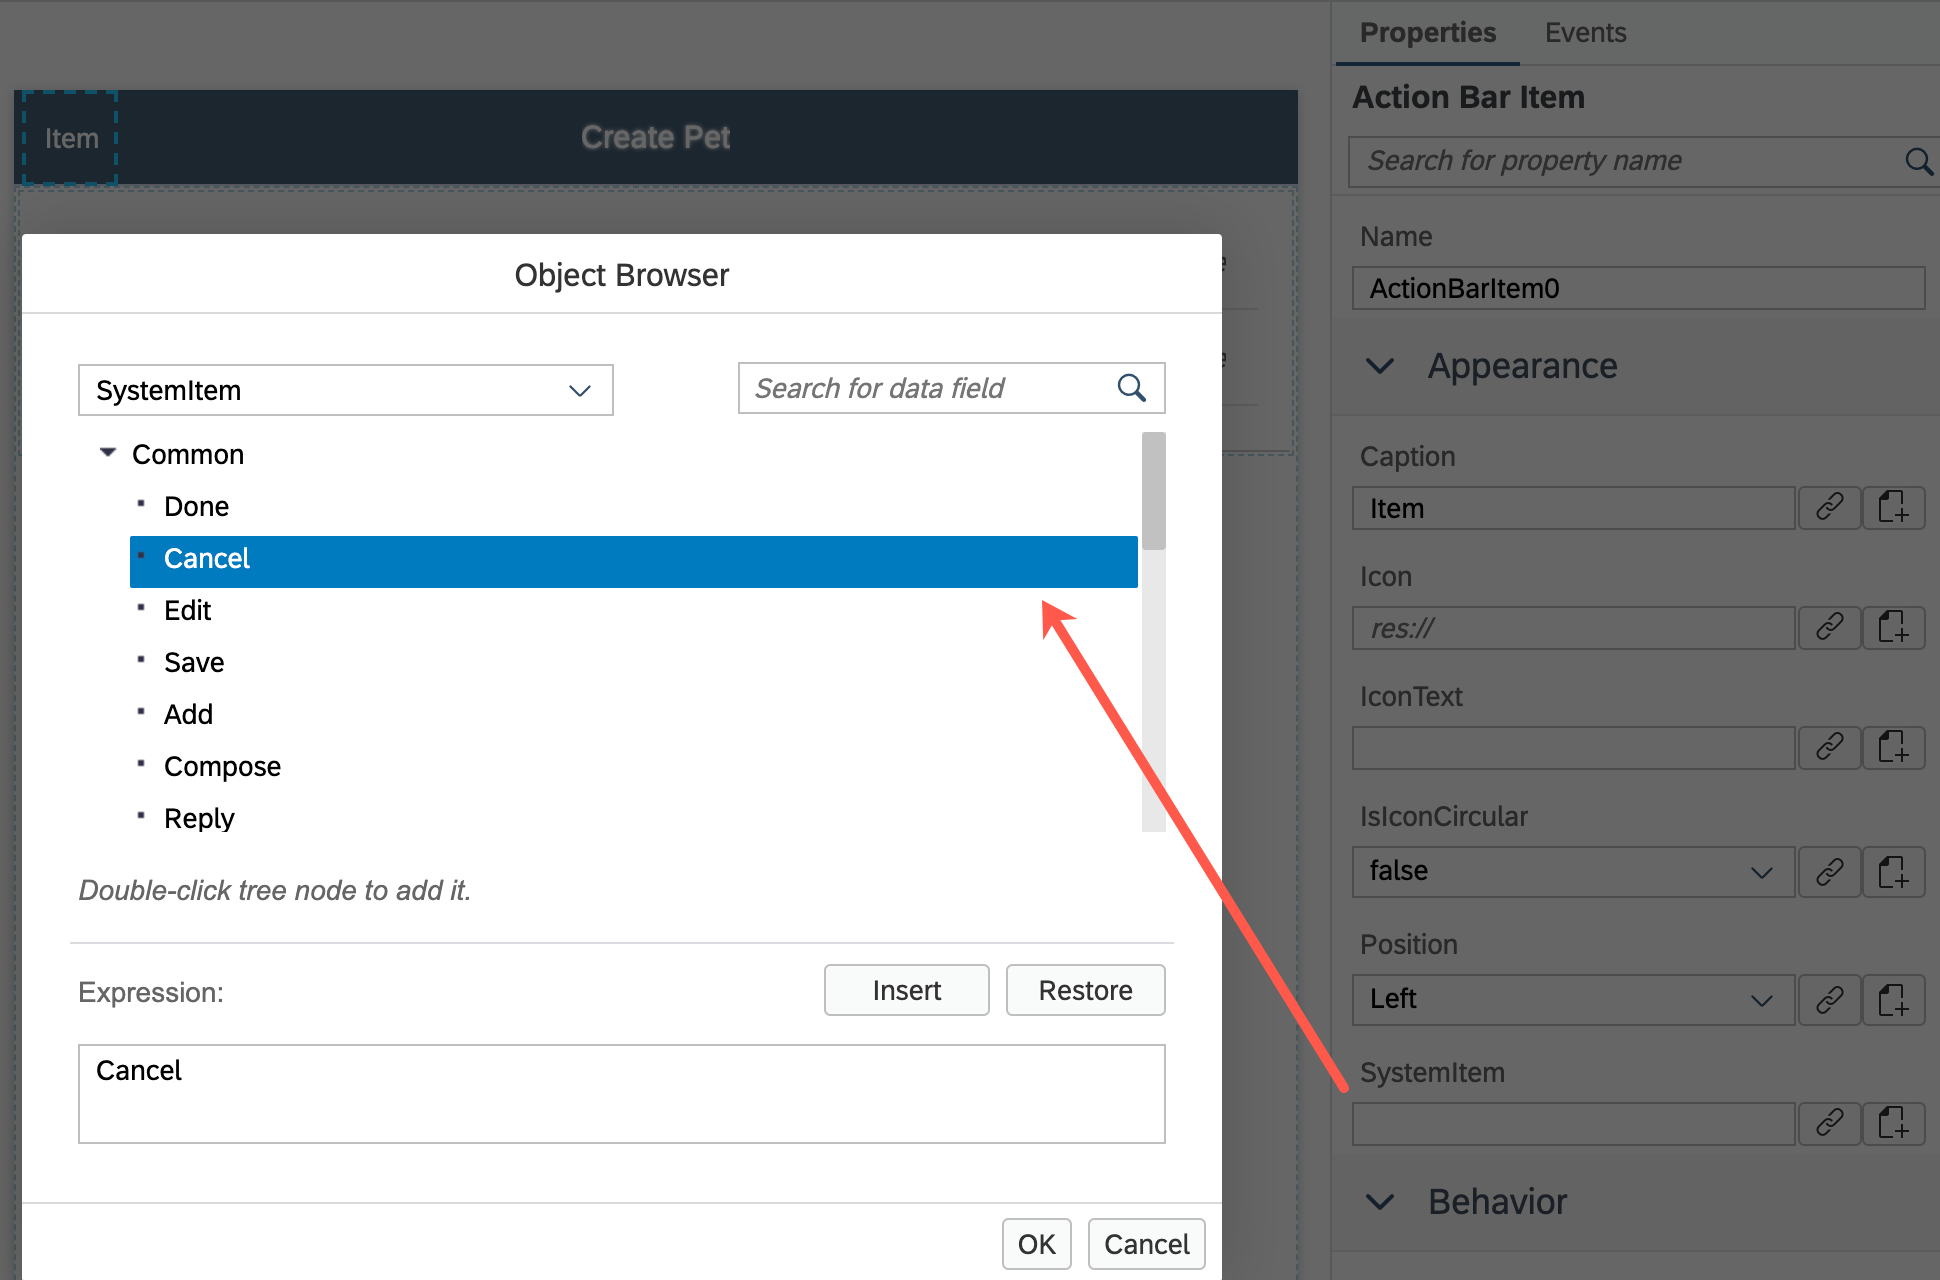 Properties Events
Action Bar Item
Search for property name
Item
Create Pet
Name
ActionBarItem0
Appearance
Caption
Item
Icon
res://
IconText
IsIconCircular
false
Position
Left
SystemItem
Behavior
Object Browser
SystemItem
Search for data field
Common
Done
Cancel
Edit
Save
Add
Compose
Reply
Double-click tree node to add it.
Expression:
Insert Restore
Cancel
OK Cancel